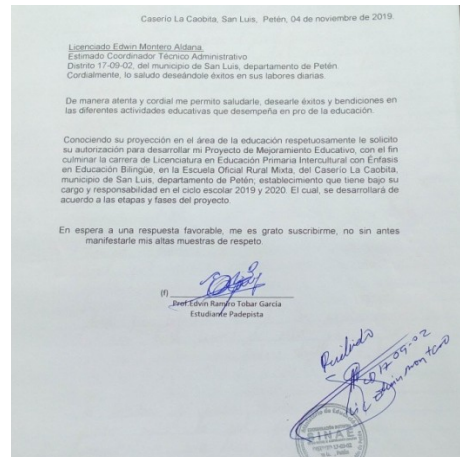 Caserío La Caobita, San Luis, Petén, 04 de noviembre de 2019.
Licenciado Edwin Montero Aldana.
Estimado Coordinador Técnico Administrativo
Distrito 17-09-02, del municipio de San Luis, departamento de Petén
Cordialmente, lo saludo deseándole éxitos en sus labores diarias.
De manera atenta y cordial me permito saludarle, desearle éxitos y bendiciones en
las diferentes actividades educativas que desempeña en pro de la educación.
Conociendo su proyección en el área de la educación respetuosamente le solicito
su autorización para desarrollar mi Proyecto de Mejoramiento Educativo, con el fin
culminar la carrera de Licenciatura en Educación Primaria Intercultural con Énfasis
en Educación Bilingüe, en la Escuela Oficial Rural Mixta, del Caserío La Caobita,
municipio de San Luis, departamento de Petén; establecimiento que tiene bajo su
cargo y responsabilidad en el ciclo escolar 2019 y 2020. El cual, se desarrollará de
acuerdo a las etapas y fases del proyecto.
En espera a una respuesta favorable, me es grato suscribirme, no sin antes
manifestarle mis altas muestras de respeto.
(f)
Prof. Edvin Ramiro Tobar García
Estudiante Padepista
Recibido
17-09-02
Lic Edwin Montero
SINAE